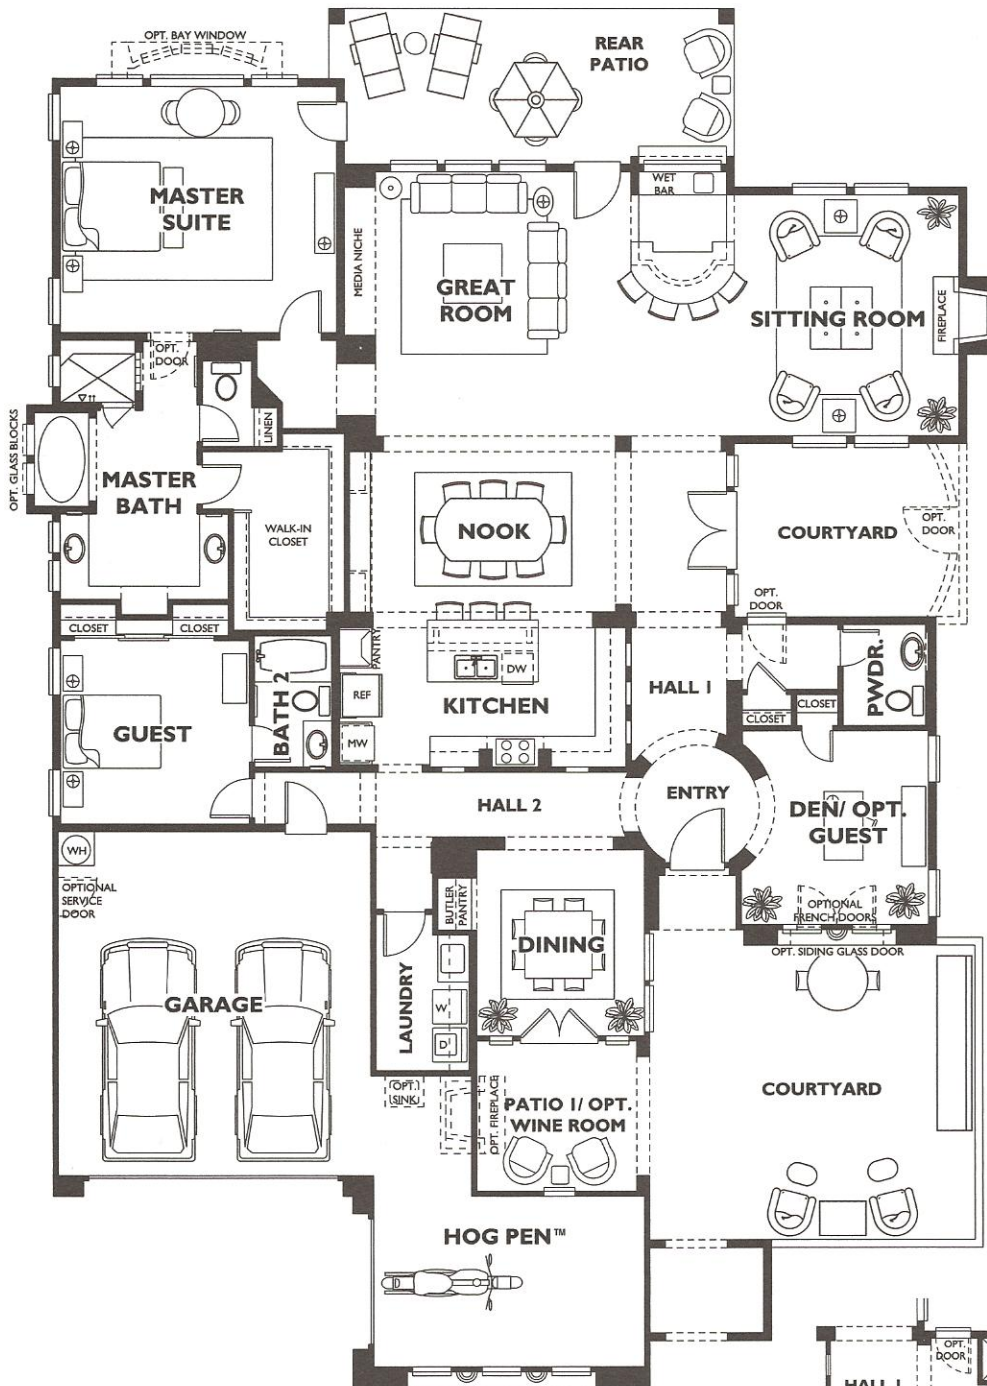 OPT. BAY WINDOW
REAR
PATIO
WET
BAR
MASTER
SUITE
MEDIA NICHE
GREAT
ROOM
SITTING ROOM
FIREPLACE
OPT.
DOOR
LINEN
OPT. GLASS BLOCKS
MASTER
BATH
WALK-IN
CLOSET
NOOK
COURTYARD
OPT.
DOOR
OPT.
DOOR
CLOSET
CLOSET
PANTRY
DW
REF
KITCHEN
MW
HALL 1
PWDR.
CLOSET
CLOSET
GUEST
BATH 2
HALL 2
ENTRY
DEN/ OPT.
GUEST
WH
OPTIONAL
SERVICE
DOOR
BUTLER
PANTRY
OPTIONAL
FRENCH DOORS
OPT. SIDING GLASS DOOR
DINING
GARAGE
LAUNDRY
W
D
OPT.
SINK
OPT. FIREPLACE
PATIO 1/ OPT.
WINE ROOM
COURTYARD
HOG PEN™
OPT.
DOOR
HALL 1